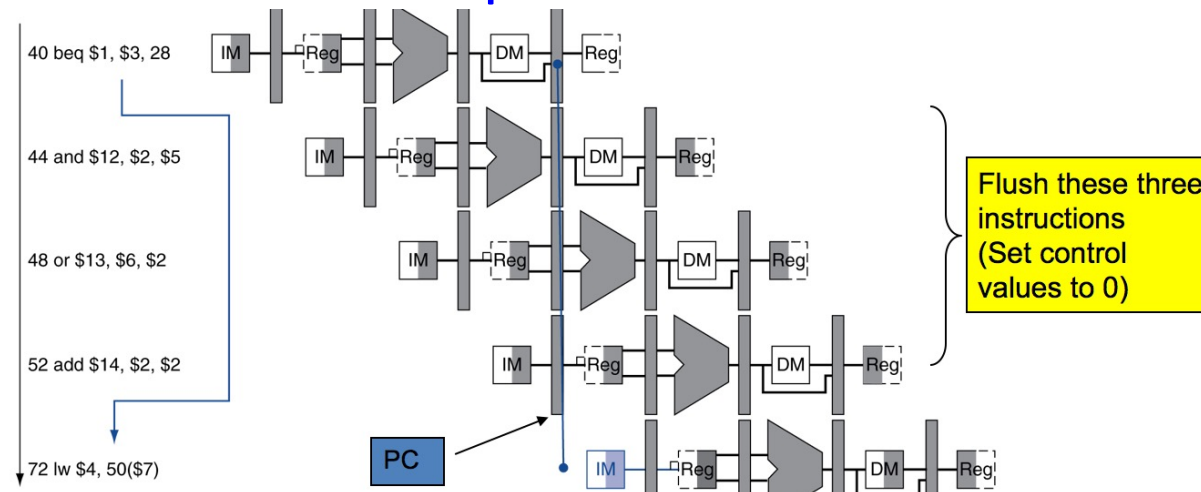 40 beq $1, $3, 28
IM
Reg
DM
Reg
44 and $12, $2, $5
IM
Reg
DM
Reg
48 or $13, $6, $2
IM
Reg
DM
Reg
52 add $14, $2, $2
IM
Reg
DM
Reg
72 lw $4, 50($7)
IM
Reg
DM
Reg
PC
Flush these three
instructions
(Set control
values to 0)